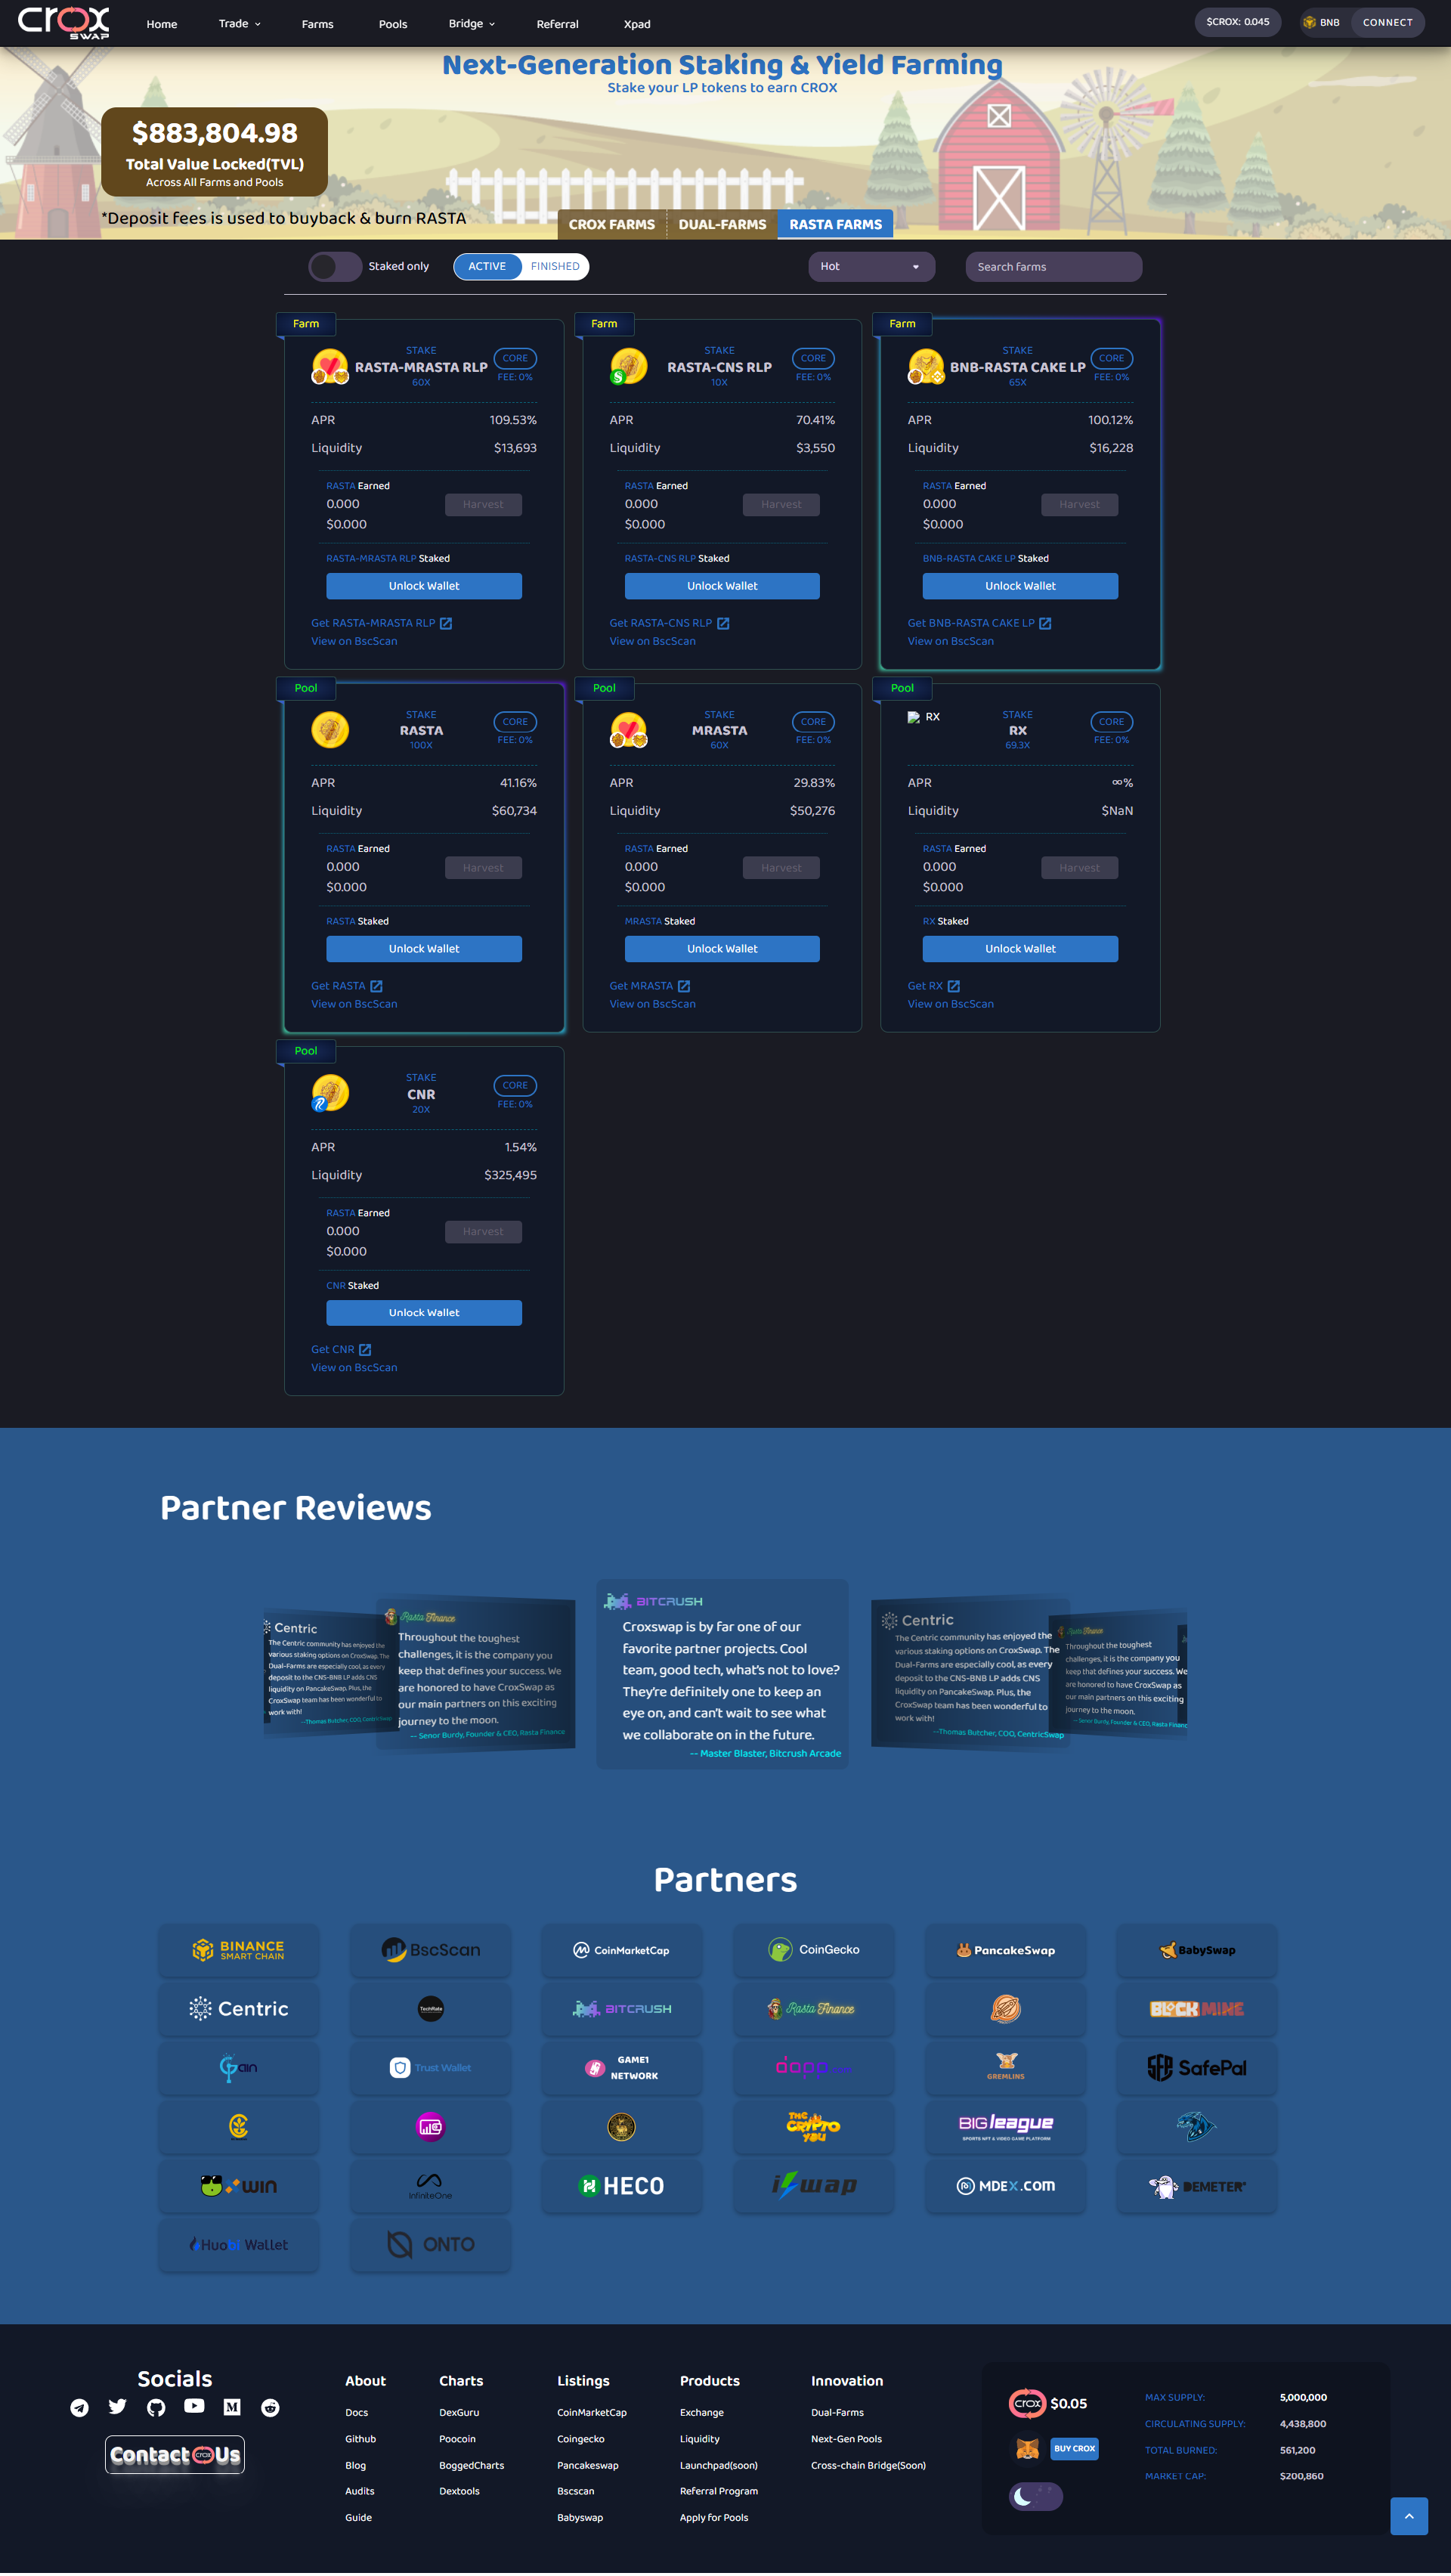 crox
SWAP
Home
Trade
Farms
Pools
Bridge
Referral
Xpad
$CROX: 0.045
BNB
CONNECT
Next-Generation Staking & Yield Farming
Stake your LP tokens to earn CROX
$883,804.98
Total Value Locked(TVL)
Across All Farms and Pools
*Deposit fees is used to buyback & burn RASTA
CROX FARMS
DUAL-FARMS
RASTA FARMS
Staked only
ACTIVE
FINISHED
Hot
Search farms
Farm
STAKE
RASTA-MRASTA RLP
60X
CORE
FEE: 0%
APR
109.53%
Liquidity
$13,693
RASTA Earned
0.000
$0.000
Harvest
RASTA-MRASTA RLP Staked
Unlock Wallet
Get RASTA-MRASTA RLP
View on BscScan
Farm
STAKE
RASTA-CNS RLP
10X
CORE
FEE: 0%
APR
70.41%
Liquidity
$3,550
RASTA Earned
0.000
$0.000
Harvest
RASTA-CNS RLP Staked
Unlock Wallet
Get RASTA-CNS RLP
View on BscScan
Farm
STAKE
BNB-RASTA CAKE LP
65X
CORE
FEE: 0%
APR
100.12%
Liquidity
$16,228
RASTA Earned
0.000
$0.000
Harvest
BNB-RASTA CAKE LP Staked
Unlock Wallet
Get BNB-RASTA CAKE LP
View on BscScan
Pool
STAKE
RASTA
100X
CORE
FEE: 0%
APR
41.16%
Liquidity
$60,734
RASTA Earned
0.000
$0.000
Harvest
RASTA Staked
Unlock Wallet
Get RASTA
View on BscScan
Pool
STAKE
MRASTA
60X
CORE
FEE: 0%
APR
29.83%
Liquidity
$50,276
RASTA Earned
0.000
$0.000
Harvest
MRASTA Staked
Unlock Wallet
Get MRASTA
View on BscScan
Pool
RX
STAKE
RX
69.3X
CORE
FEE: 0%
APR
∞%
Liquidity
$NaN
RASTA Earned
0.000
$0.000
Harvest
RX Staked
Unlock Wallet
Get RX
View on BscScan
Pool
STAKE
CNR
20X
CORE
FEE: 0%
APR
1.54%
Liquidity
$325,495
RASTA Earned
0.000
$0.000
Harvest
CNR Staked
Unlock Wallet
Get CNR
View on BscScan
Partner Reviews
Centric
The Centric community has enjoyed the
various staking options on CroxSwap. The
Dual-Farms are especially cool, as every
deposit to the CNS-BNB LP adds CNS
liquidity on PancakeSwap. Plus, the
CroxSwap team has been wonderful to
work with!
--Thomas Butcher, COO, CentricSwap
Rasta Finance
Throughout the toughest
challenges, it is the company you
keep that defines your success. We
are honored to have CroxSwap as
our main partners on this exciting
journey to the moon.
-- Senor Burdy, Founder & CEO, Rasta Finance
BITCRUSH
Croxswap is by far one of our
favorite partner projects. Cool
team, good tech, what's not to love?
They're definitely one to keep an
eye on, and can't wait to see what
we collaborate on in the future.
-- Master Blaster, Bitcrush Arcade
Centric
The Centric community has enjoyed the
various staking options on CroxSwap. The
Dual-Farms are especially cool, as every
deposit to the CNS-BNB LP adds CNS
liquidity on PancakeSwap. Plus, the
CroxSwap team has been wonderful to
work with!
--Thomas Butcher, COO, CentricSwap
Rasta Finance
Throughout the toughest
challenges, it is the company you
keep that defines your success. We
are honored to have CroxSwap as
our main partners on this exciting
journey to the moon.
-- Senor Burdy, Founder & CEO, Rasta Financ
Partners
BINANCE
SMART CHAIN
BscScan
CoinMarketCap
CoinGecko
PancakeSwap
BabySwap
Centric
TechRate
BITCRUSH
Rasta Finance
BLOCKMINE
Gain
Trust Wallet
GAME1
NETWORK
dapp.com
GREMLINS
SafePal
THE CRYPTO
YOU
BIG league
SPORTS NFT & VIDEO GAME PLATFORM
WIN
InfiniteOne
HECO
iSwap
MDEX.COM
DEMETER
Huobi Wallet
ONTO
Socials
Contact crox Us
About
Docs
Github
Blog
Audits
Guide
Charts
DexGuru
Poocoin
BoggedCharts
Dextools
Listings
CoinMarketCap
Coingecko
Pancakeswap
Bscscan
Babyswap
Products
Exchange
Liquidity
Launchpad(soon)
Referral Program
Apply for Pools
Innovation
Dual-Farms
Next-Gen Pools
Cross-chain Bridge(Soon)
crox
$0.05
BUY CROX
MAX SUPPLY:
5,000,000
CIRCULATING SUPPLY:
4,438,800
TOTAL BURNED:
561,200
MARKET CAP:
$200,860